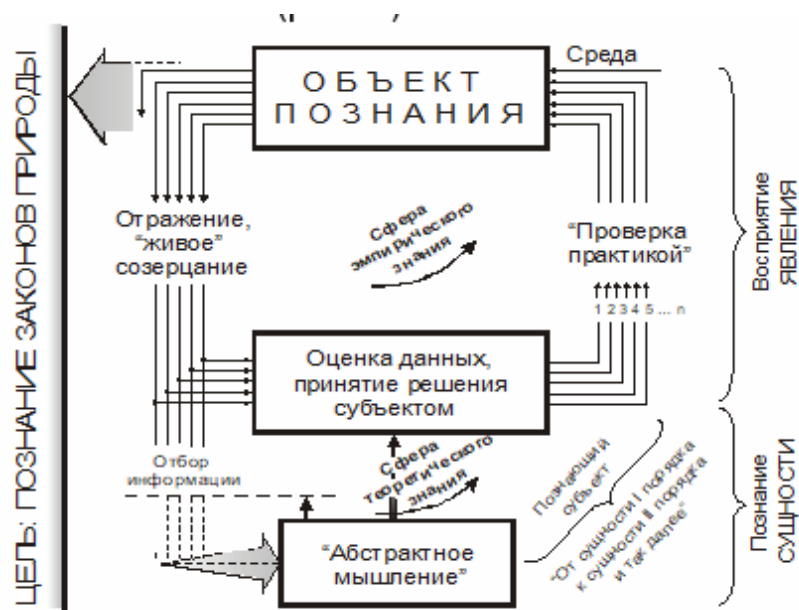 ЦЕЛЬ: ПОЗНАНИЕ ЗАКОНОВ ПРИРОДЫ
ОБЪЕКТ
ПОЗНАНИЯ
Среда
Отражение,
“живое”
созерцание
Сфера
эмпирического
знания
“Проверка
практикой”
1 2 3 4 5 ... n
Восприятие
ЯВЛЕНИЯ
Оценка данных,
принятие решения
субъектом
Отбор
информации
Сфера
теоретического
знания
Познающий
субъект
“От сущности I порядка
к сущности II порядка
и так далее”
Познание
СУЩНОСТИ
“Абстрактное
мышление”